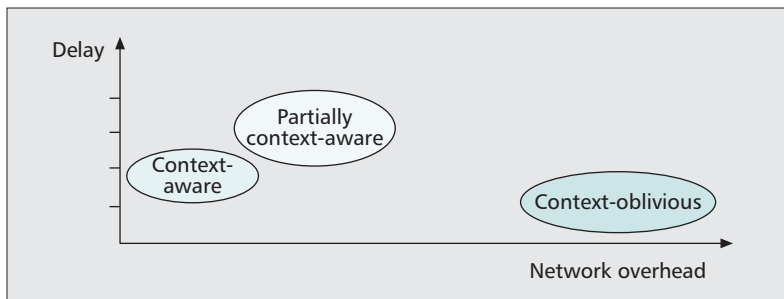 Delay
Partially
context-aware
Context-
aware
Context-oblivious
Network overhead